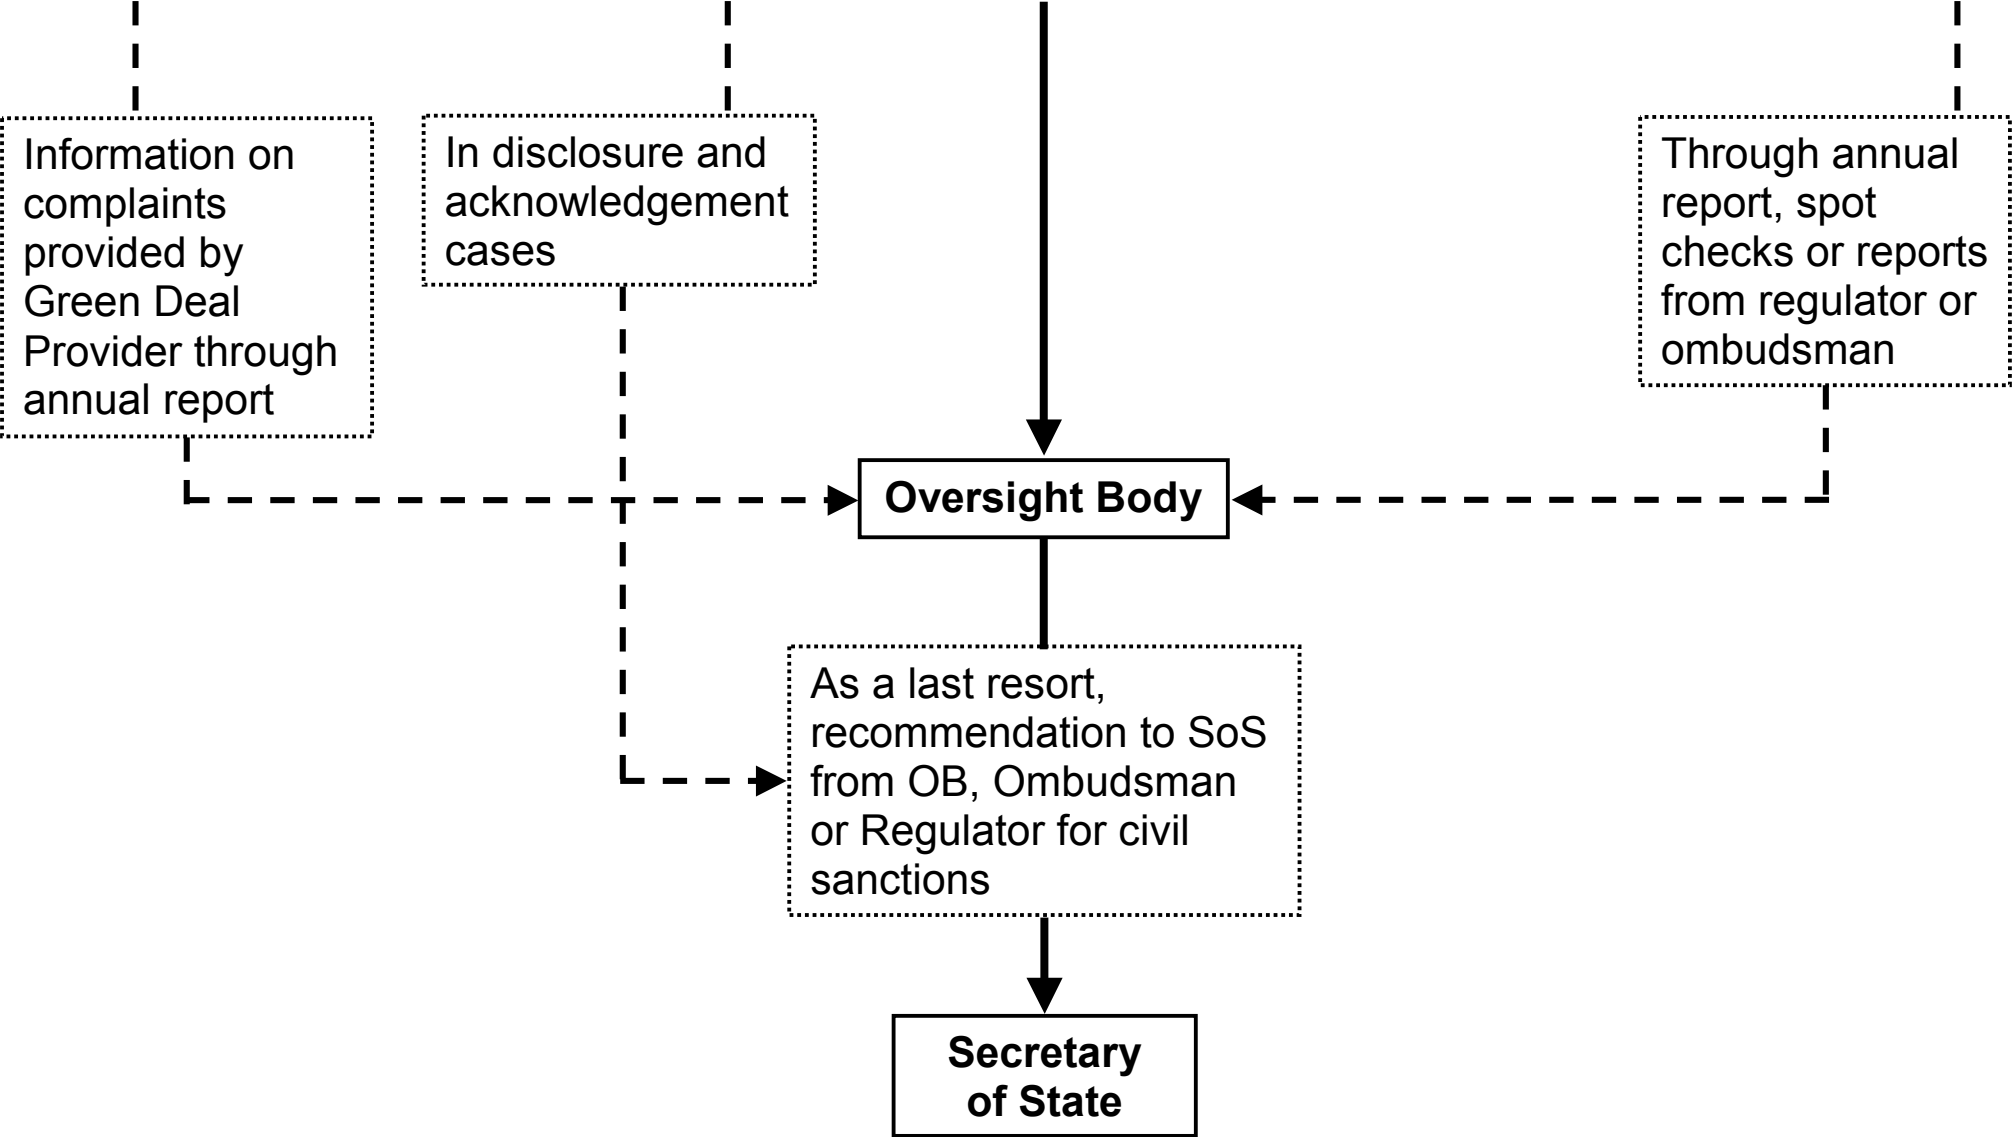 Information on
complaints
provided by
Green Deal
Provider through
annual report
In disclosure and
acknowledgement
cases
Through annual
report, spot
checks or reports
from regulator or
ombudsman
Oversight Body
As a last resort,
recommendation to SoS
from OB, Ombudsman
or Regulator for civil
sanctions
Secretary
of State